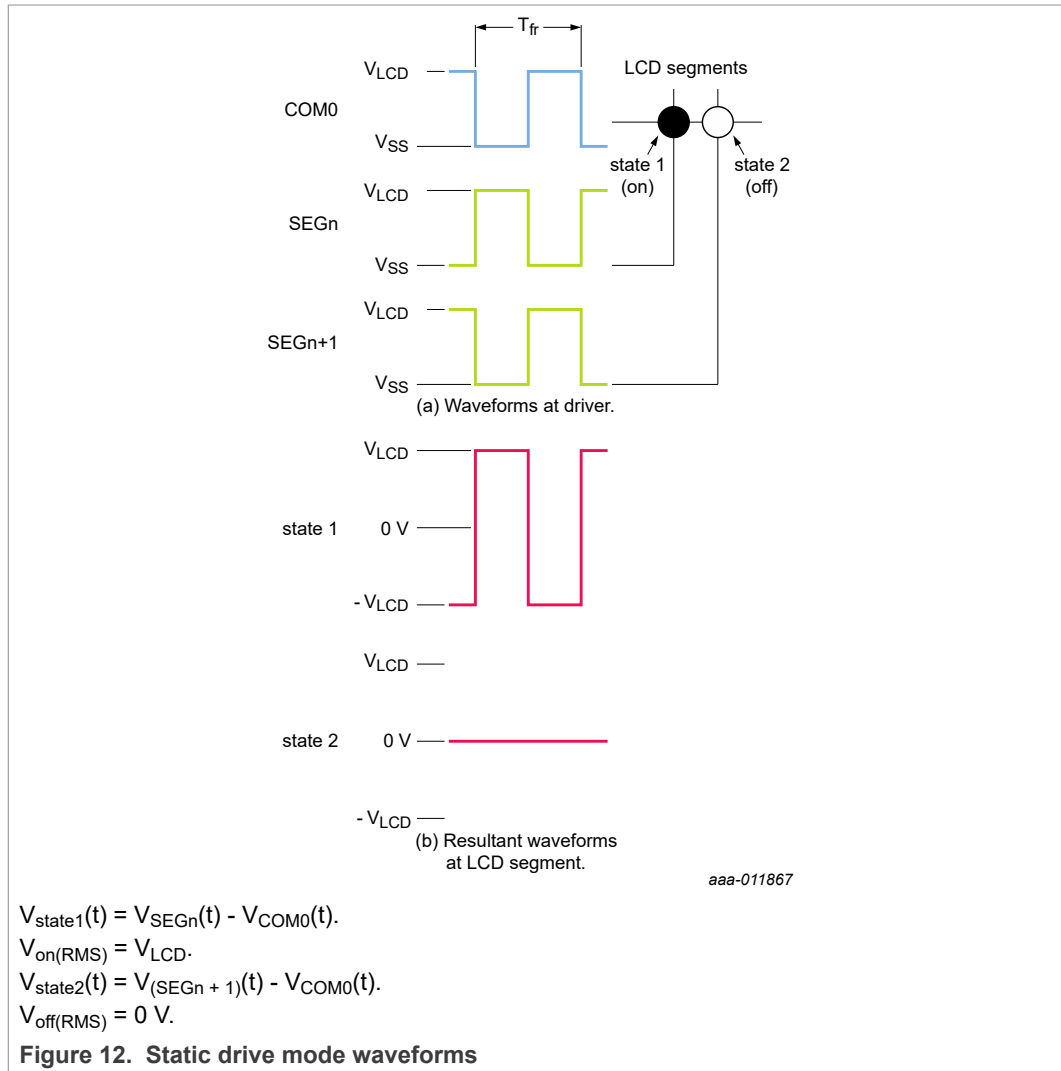 T_fr
V_LCD
LCD segments
COM0
V_SS
state 1
(on)
state 2
(off)
V_LCD
SEGn
V_SS
V_LCD
SEGn+1
V_SS
(a) Waveforms at driver.
V_LCD
state 1 0 V
- V_LCD
V_LCD
state 2 0 V
- V_LCD
(b) Resultant waveforms
at LCD segment.
aaa-011867
V_state1(t) = V_SEGn(t) - V_COM0(t).
V_on(RMS) = V_LCD.
V_state2(t) = V_(SEGn + 1)(t) - V_COM0(t).
V_off(RMS) = 0 V.
Figure 12. Static drive mode waveforms